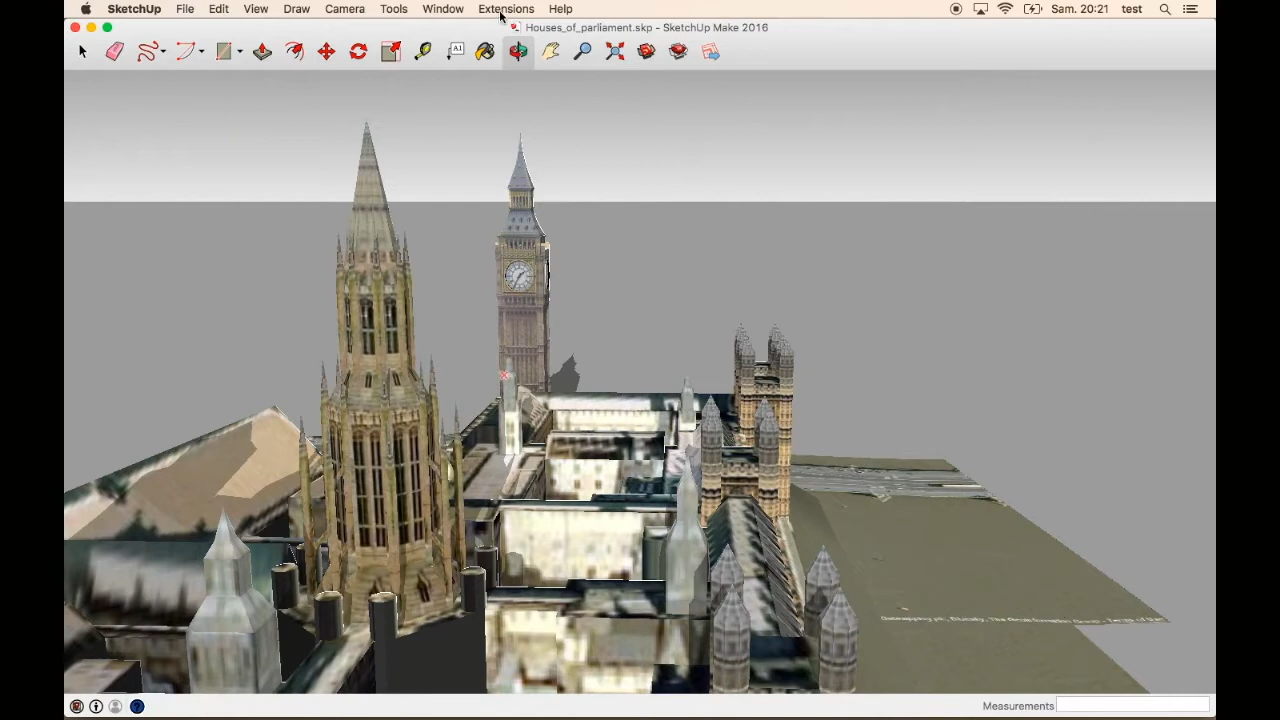 SketchUp File Edit View Draw Camera Tools Window Extensions Help Sam. 20:21 test
Houses_of_parliament.skp - SketchUp Make 2016
A1
Measurements